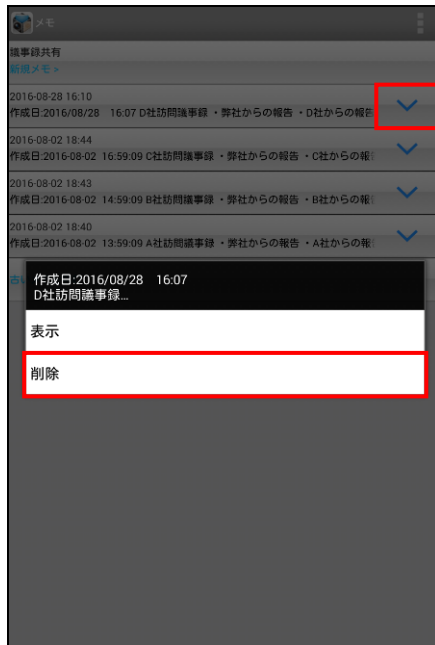 メモ
議事録共有
新規メモ >
2016-08-28 16:10
作成日:2016/08/28 16:07 D社訪問議事録 ・弊社からの報告 ・D社からの報告
2016-08-02 18:44
作成日:2016-08-02 16:59:09 C社訪問議事録 ・弊社からの報告 ・C社からの報
2016-08-02 18:43
作成日:2016-08-02 14:59:09 B社訪問議事録 ・弊社からの報告 ・B社からの報
2016-08-02 18:40
作成日:2016-08-02 13:59:09 A社訪問議事録 ・弊社からの報告 ・A社からの報
作成日:2016/08/28 16:07
D社訪問議事録...
表示
削除